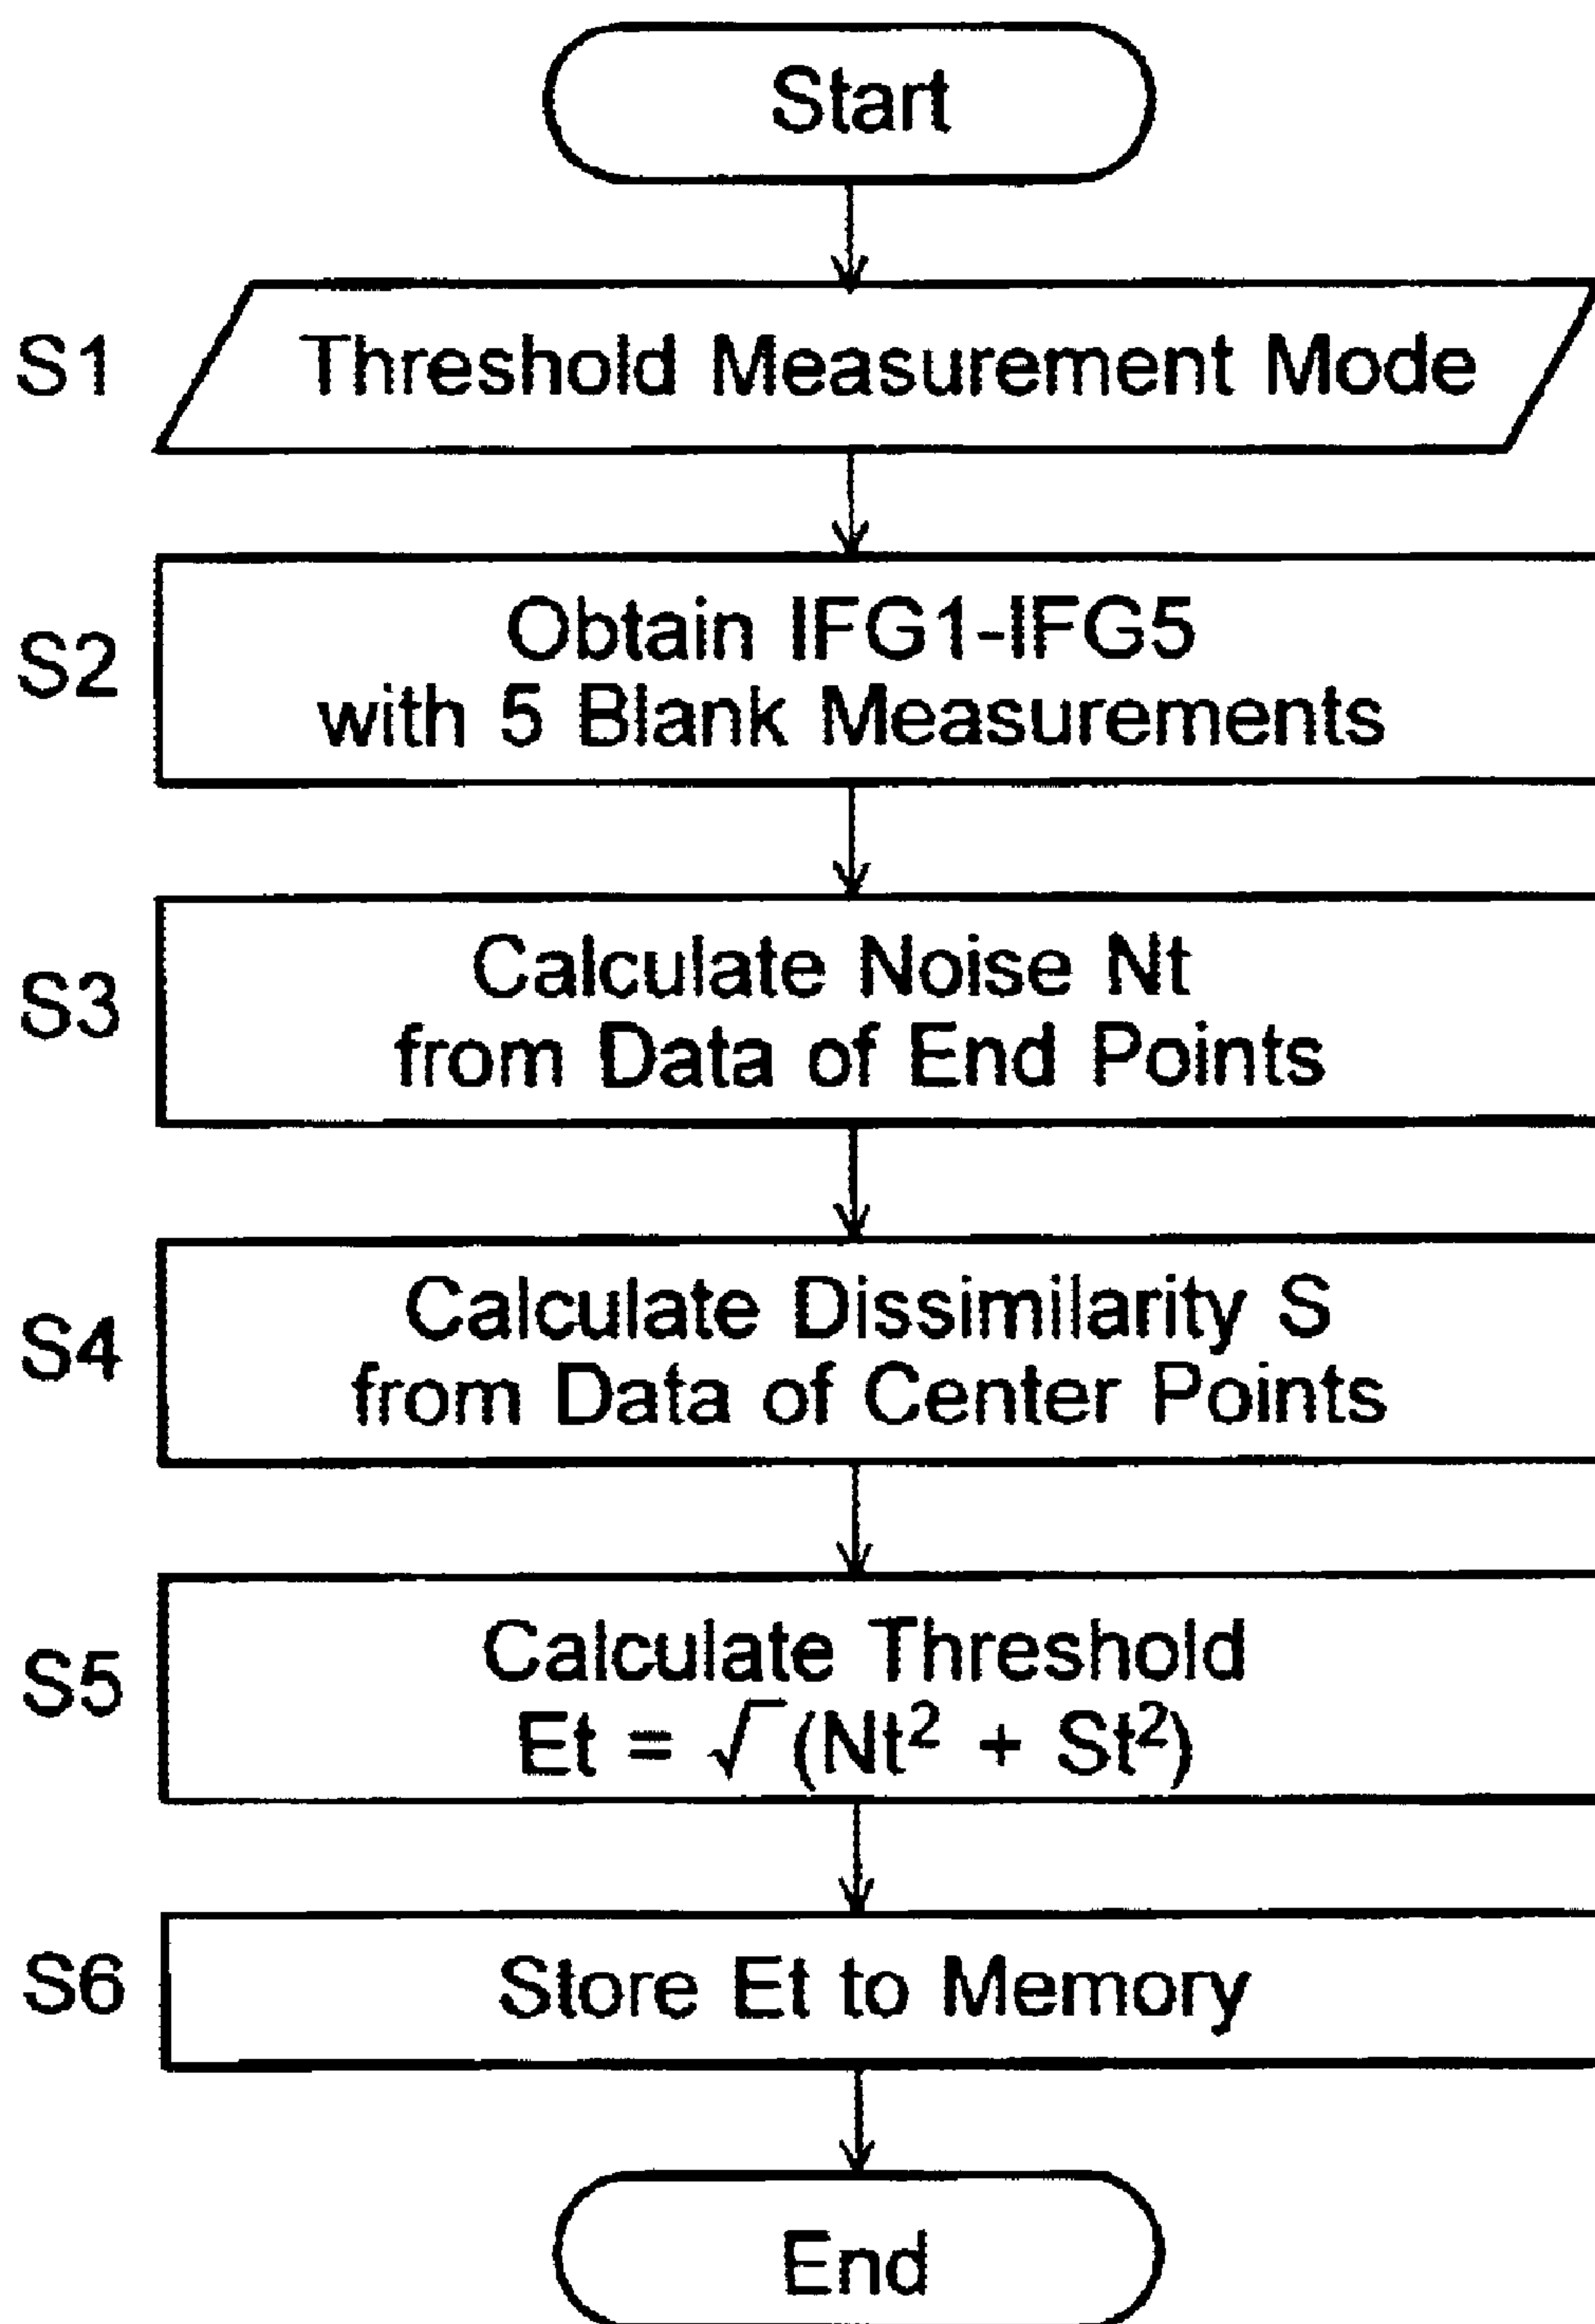 Start
S1
Threshold Measurement Mode
S2
Obtain IFG1-IFG5
with 5 Blank Measurements
S3
Calculate Noise Nt
from Data of End Points
S4
Calculate Dissimilarity S
from Data of Center Points
S5
Calculate Threshold
Et = √(Nt² + St²)
S6
Store Et to Memory
End